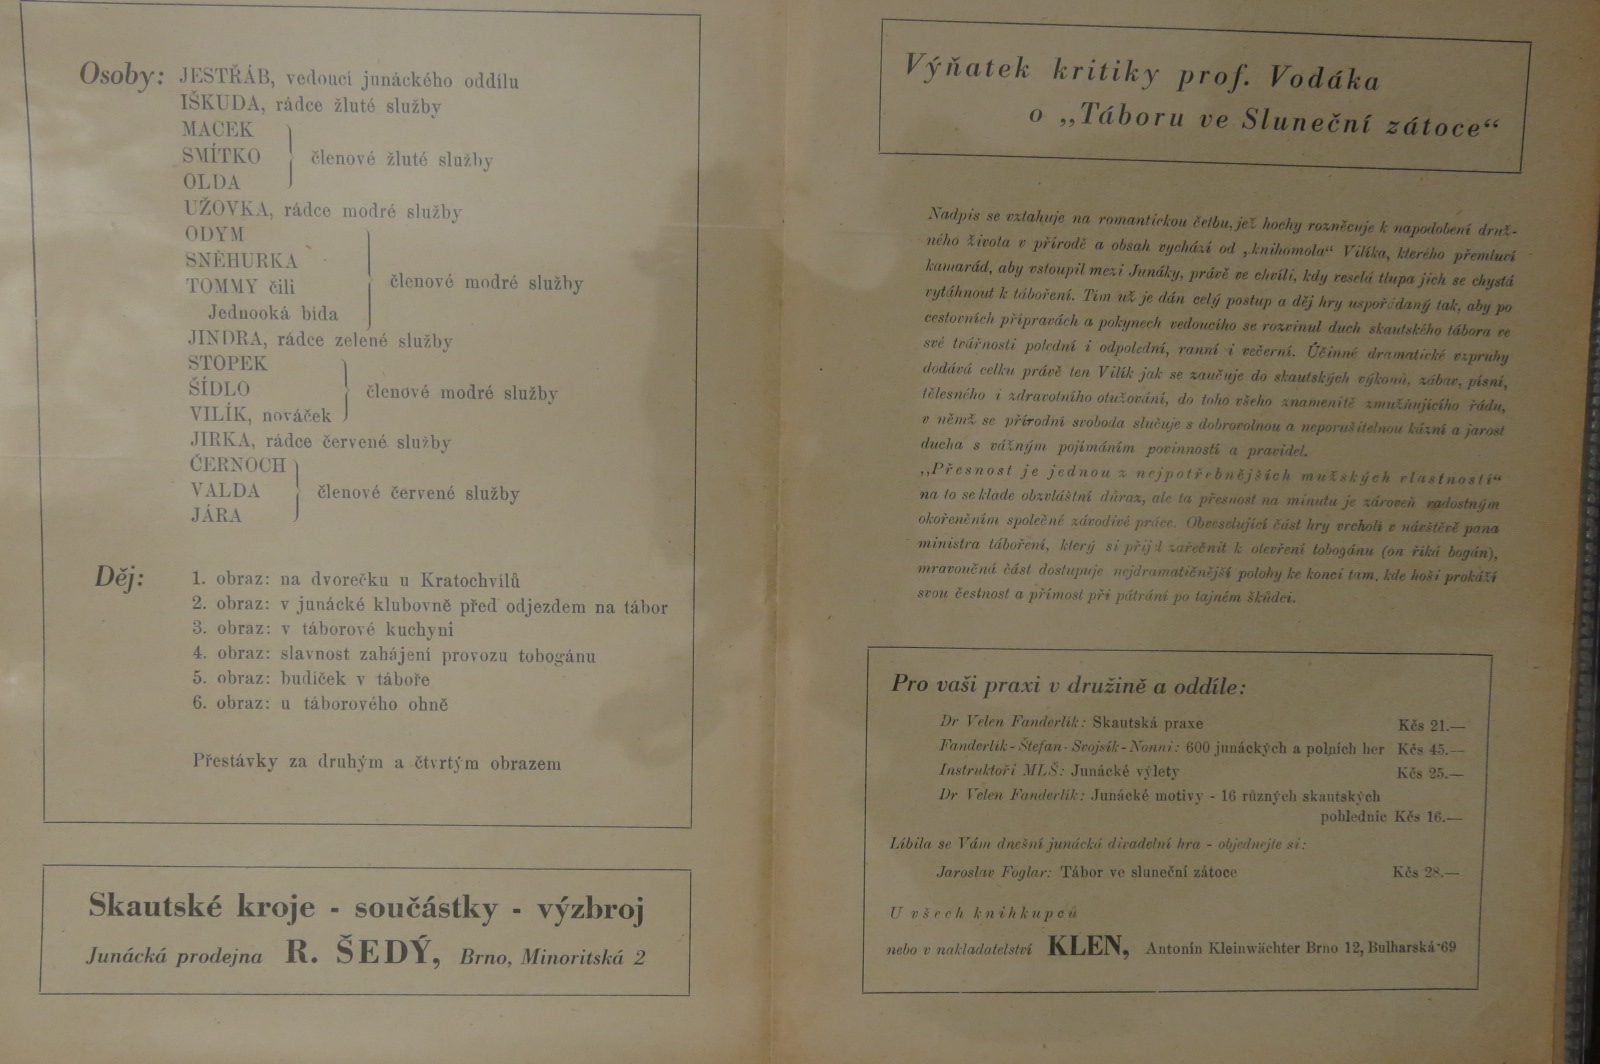 Osoby: JESTŘÁB, vedoucí junáckého oddílu
IŠKUDA, rádce žluté služby
MACEK
SMÍTKO členové žluté služby
OLDA
UŽOVKA, rádce modré služby
ODYM
SNĚHURKA
TOMMY čili členové modré služby
Jednooká bída
JINDRA, rádce zelené služby
STOPEK
ŠÍDLO členové modré služby
VILÍK, nováček
JIRKA, rádce červené služby
ČERNOCH
VALDA členové červené služby
JÁRA
Děj: 1. obraz: na dvorečku u Kratochvílů
2. obraz: v junácké klubovně před odjezdem na tábor
3. obraz: v táborové kuchyni
4. obraz: slavnost zahájení provozu tobogánu
5. obraz: budíček v táboře
6. obraz: u táborového ohně
Přestávky za druhým a čtvrtým obrazem
Skautské kroje - součástky - výzbroj
Junácká prodejna R. ŠEDÝ, Brno, Minoritská 2
Výňatek kritiky prof. Vodáka
o „Táboru ve Sluneční zátoce“
Nadpis se vztahuje na romantickou četbu, jež hochy rozněcuje k napodobení druž-
ného života v přírodě a obsah vychází od „knihomola“ Vilíka, kterého přemluví
kamarád, aby vstoupil mezi Junáky, právě ve chvíli, kdy veselá tlupa jich se chystá
vytáhnout k táboření. Tím už je dán celý postup a děj hry uspořádaný tak, aby po
cestovních přípravách a pokynech vedoucího se rozvinul duch skautského tábora ve
své tvářnosti polední i odpolední, ranní i večerní. Účinné dramatické vzpruhy
dodává celku právě ten Vilík jak se zaučuje do skautských výkonů, zábav, písní,
tělesného i zdravotního otužování, do toho všeho znamenitě zmužňujícího řádu,
v němž se přírodní svoboda slučuje s dobrovolnou a neporušitelnou kázní a jarost
ducha s vážným pojímáním povinností a pravidel.
„Přesnost je jednou z nejpotřebnějších mužských vlastností“
na to se klade obzvláštní důraz, ale ta přesnost na minutu je zároveň radostným
okořeněním společné závodivé práce. Obveselující část hry vrcholí v návštěvě pana
ministra táboření, který si přijel zařečnit k otevření tobogánu (on říká bogán),
mravoučná část dostupuje nejdramatičnější polohy ke konci tam, kde hoši prokáží
svou čestnost a přímost při pátrání po tajném škůdci.
Pro vaši praxi v družině a oddíle:
Dr Velen Fanderlik: Skautská praxe Kčs 21.—
Fanderlik - Štefan - Svojsík - Nonni: 600 junáckých a polních her Kčs 45.—
Instruktoři MLŠ: Junácké výlety Kčs 25.—
Dr Velen Fanderlik: Junácké motivy - 16 různých skautských
pohlednic Kčs 16.—
Líbila se Vám dnešní junácká divadelní hra - objednejte si:
Jaroslav Foglar: Tábor ve sluneční zátoce Kčs 28.—
U všech knihkupců
nebo v nakladatelství KLEN, Antonín Kleinwächter Brno 12, Bulharská 69